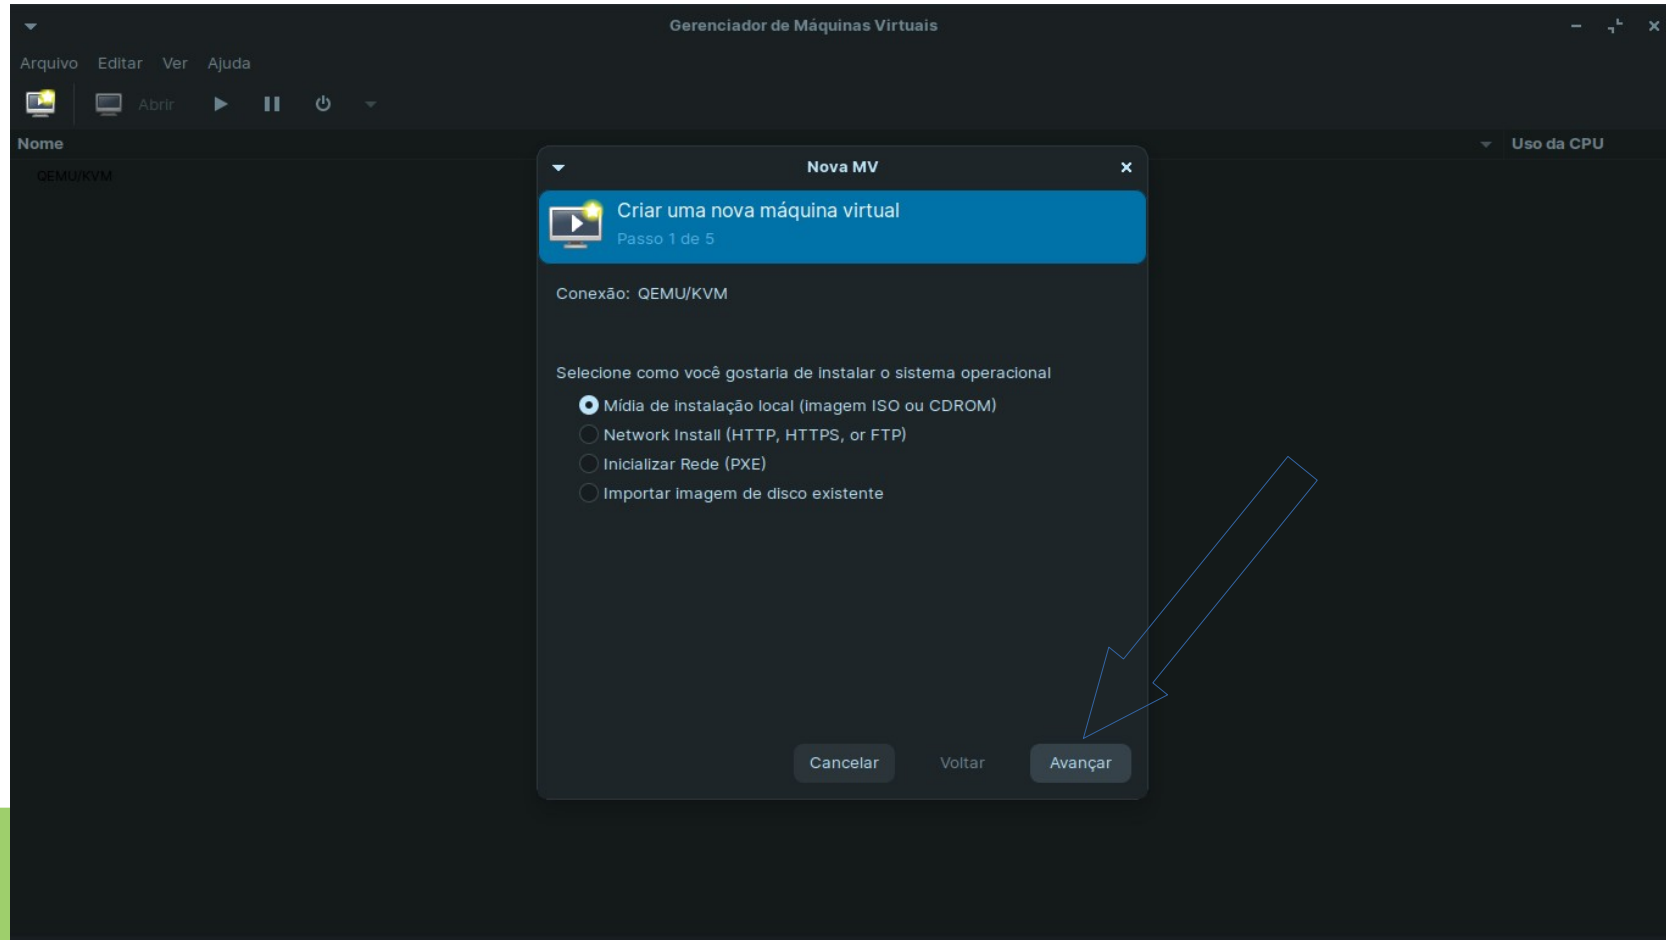 Gerenciador de Máquinas Virtuais
Arquivo Editar Ver Ajuda
Abrir
Nome Uso da CPU
QEMU/KVM
Nova MV
Criar uma nova máquina virtual
Passo 1 de 5
Conexão: QEMU/KVM
Selecione como você gostaria de instalar o sistema operacional
Mídia de instalação local (imagem ISO ou CDROM)
Network Install (HTTP, HTTPS, or FTP)
Inicializar Rede (PXE)
Importar imagem de disco existente
Cancelar Voltar Avançar